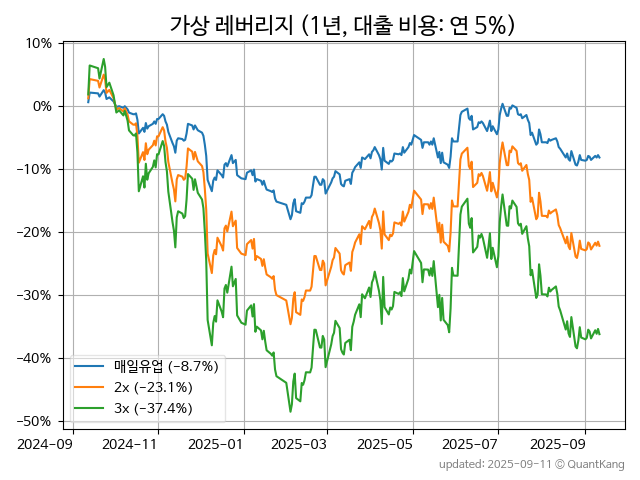 가상 레버리지 (1년, 대출 비용: 연 5%)
10%
0%
−10%
−20%
−30%
−40%
−50%
매일유업 (−8.7%)
2x (−23.1%)
3x (−37.4%)
2024-09 2024-11 2025-01 2025-03 2025-05 2025-07 2025-09
updated: 2025-09-11 © QuantKang